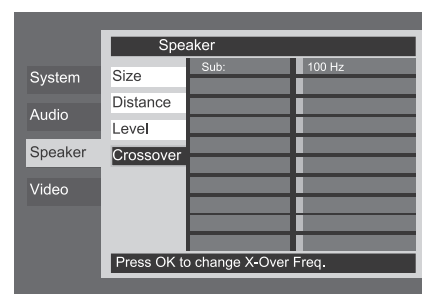 Speaker
System
Audio
Speaker
Video
Size
Distance
Level
Crossover
Sub: 100 Hz
Press OK to change X-Over Freq.